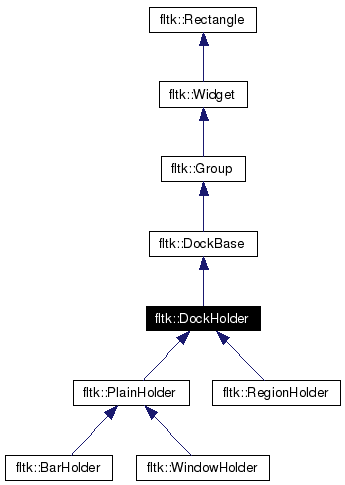 fltk::Rectangle
fltk::Widget
fltk::Group
fltk::DockBase
fltk::DockHolder
fltk::PlainHolder
fltk::RegionHolder
fltk::BarHolder
fltk::WindowHolder